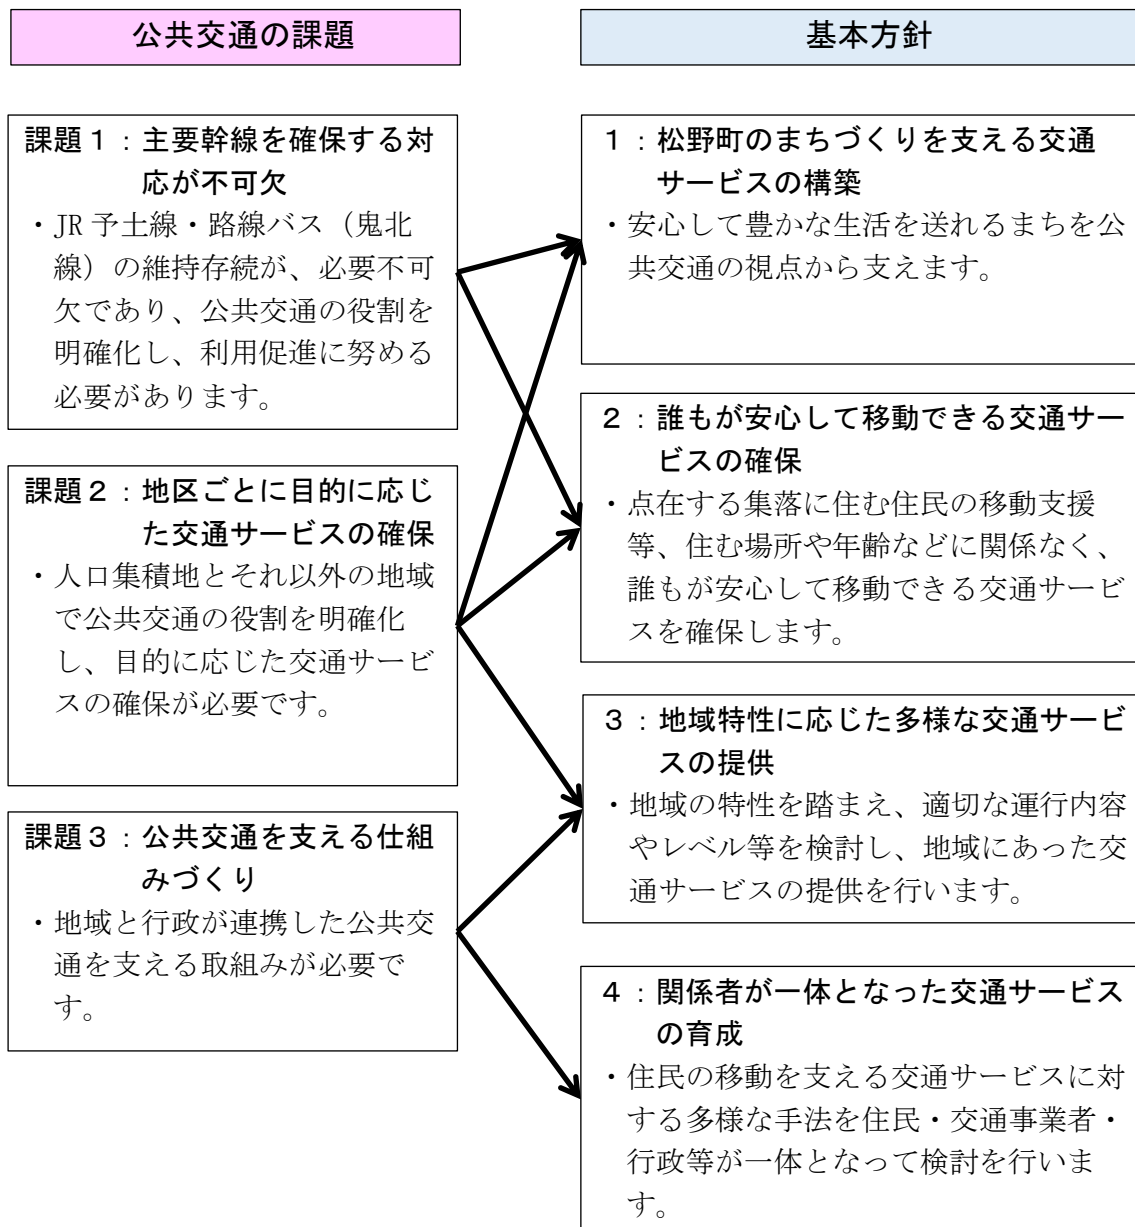 公共交通の課題
課題１：主要幹線を確保する対
応が不可欠
・JR 予土線・路線バス（鬼北
線）の維持存続が、必要不可
欠であり、公共交通の役割を
明確化し、利用促進に努める
必要があります。
課題２：地区ごとに目的に応じ
た交通サービスの確保
・人口集積地とそれ以外の地域
で公共交通の役割を明確化
し、目的に応じた交通サービ
スの確保が必要です。
課題３：公共交通を支える仕組
みづくり
・地域と行政が連携した公共交
通を支える取組みが必要で
す。
基本方針
１：松野町のまちづくりを支える交通
サービスの構築
・安心して豊かな生活を送れるまちを公
共交通の視点から支えます。
２：誰もが安心して移動できる交通サー
ビスの確保
・点在する集落に住む住民の移動支援
等、住む場所や年齢などに関係なく、
誰もが安心して移動できる交通サービ
スを確保します。
３：地域特性に応じた多様な交通サービ
スの提供
・地域の特性を踏まえ、適切な運行内容
やレベル等を検討し、地域にあった交
通サービスの提供を行います。
４：関係者が一体となった交通サービス
の育成
・住民の移動を支える交通サービスに対
する多様な手法を住民・交通事業者・
行政等が一体となって検討を行いま
す。